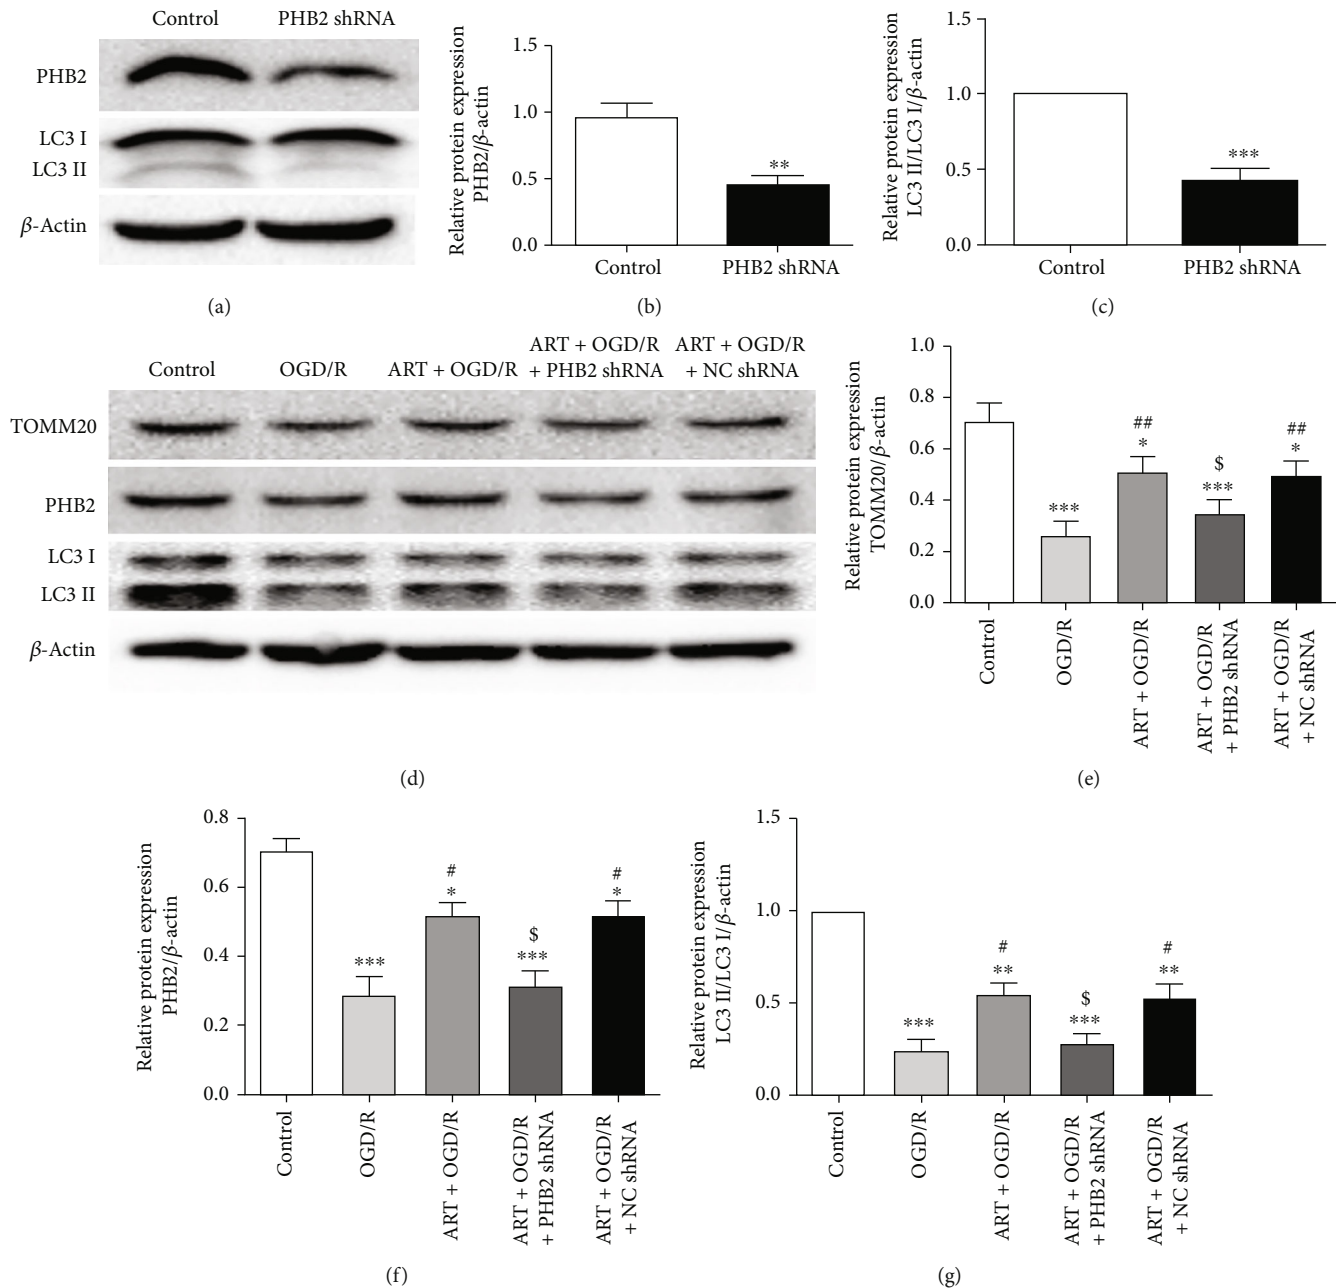 Control PHB2 shRNA
PHB2
LC3 I
LC3 II
β-Actin
(a)
Relative protein expression
PHB2/β-actin
1.5
1.0
0.5
0.0
**
Control PHB2 shRNA
(b)
Relative protein expression
LC3 II/LC3 I/β-actin
1.5
1.0
0.5
0.0
***
Control PHB2 shRNA
(c)
Control OGD/R ART + OGD/R ART + OGD/R + PHB2 shRNA ART + OGD/R + NC shRNA
TOMM20
PHB2
LC3 I
LC3 II
β-Actin
(d)
Relative protein expression
TOMM20/β-actin
1.0
0.8
0.6
0.4
0.2
0.0
***
##
*
$
***
##
*
Control
OGD/R
ART + OGD/R
ART + OGD/R
+ PHB2 shRNA
ART + OGD/R
+ NC shRNA
(e)
Relative protein expression
PHB2/β-actin
0.8
0.6
0.4
0.2
0.0
***
#
*
$
***
#
*
Control
OGD/R
ART + OGD/R
ART + OGD/R
+ PHB2 shRNA
ART + OGD/R
+ NC shRNA
(f)
Relative protein expression
LC3 II/LC3 I/β-actin
1.5
1.0
0.5
0.0
***
#
**
$
***
#
**
Control
OGD/R
ART + OGD/R
ART + OGD/R
+ PHB2 shRNA
ART + OGD/R
+ NC shRNA
(g)